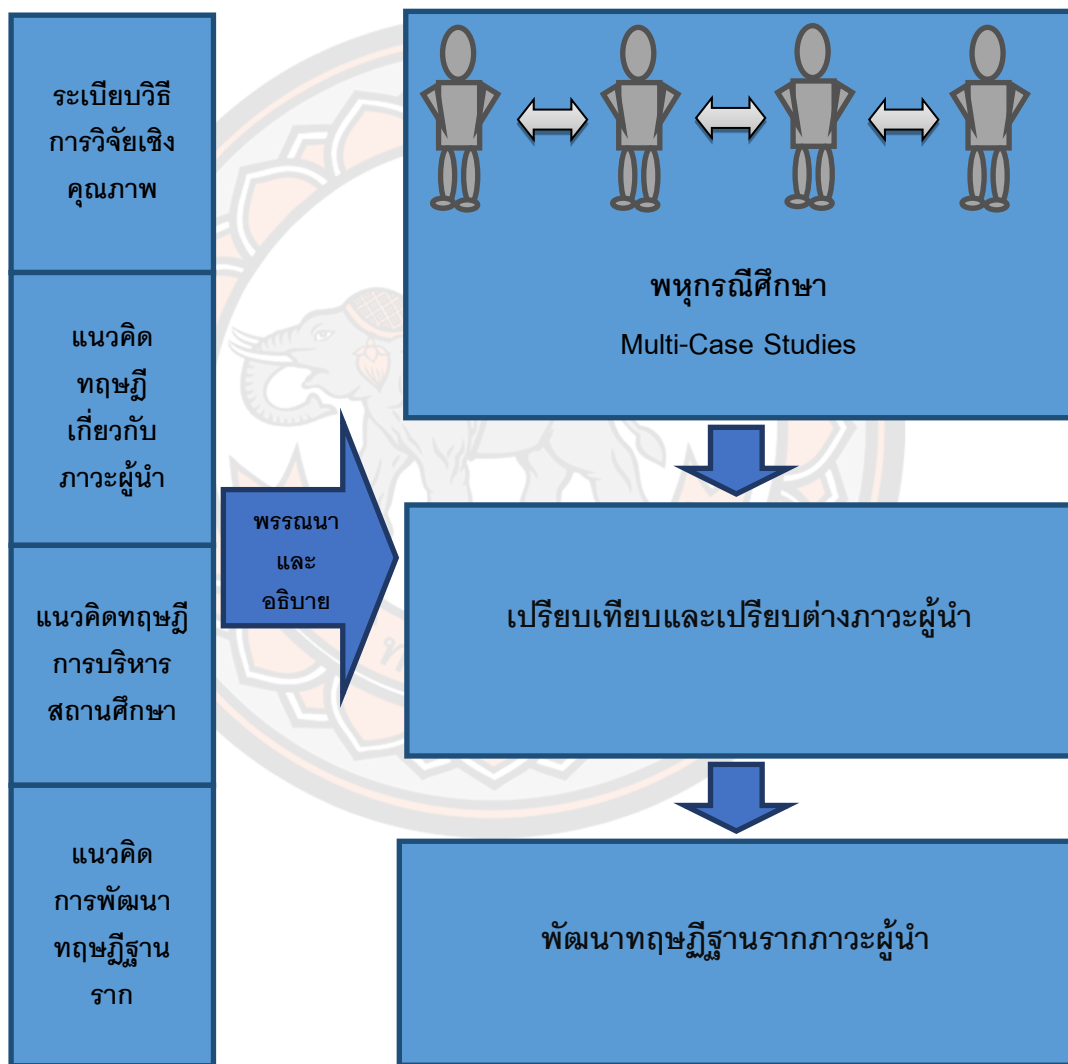 ระเบียบวิธี
การวิจัยเชิง
คุณภาพ
แนวคิด
ทฤษฎี
เกี่ยวกับ
ภาวะผู้นำ
แนวคิดทฤษฎี
การบริหาร
สถานศึกษา
แนวคิด
การพัฒนา
ทฤษฎีฐาน
ราก
พรรณนา
และ
อธิบาย
พหุกรณีศึกษา
Multi-Case Studies
เปรียบเทียบและเปรียบต่างภาวะผู้นำ
พัฒนาทฤษฏีฐานรากภาวะผู้นำ